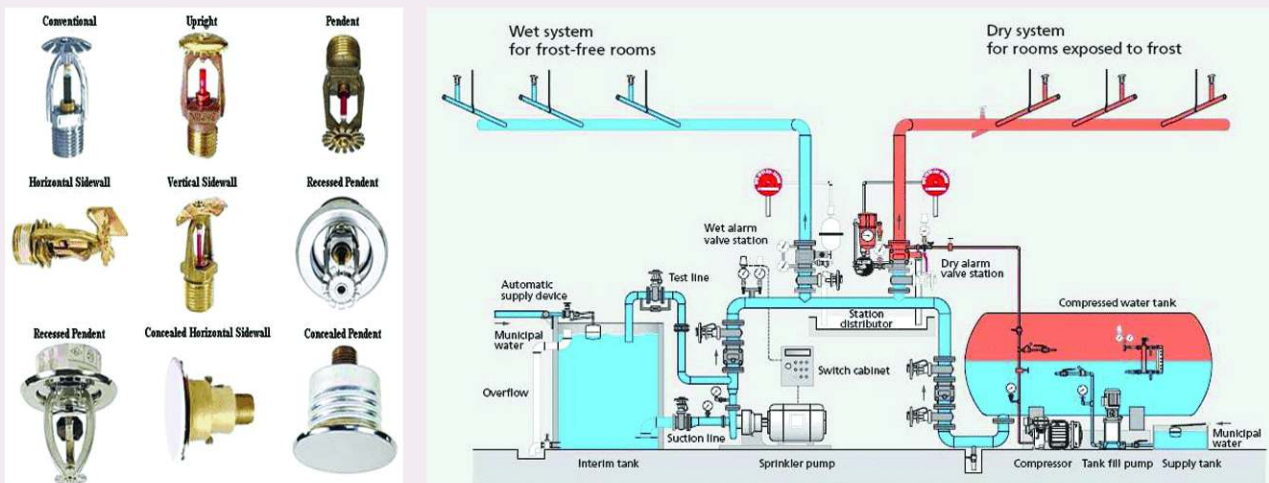 Conventional
Upright
Pendent
Horizontal Sidewall
Vertical Sidewall
Recessed Pendent
Recessed Pendent
Concealed Horizontal Sidewall
Concealed Pendent
Wet system
for frost-free rooms
Dry system
for rooms exposed to frost
Wet alarm
valve station
Dry alarm
valve station
Test line
Automatic
supply device
Municipal
water
Station
distributor
Compressed water tank
Overflow
Switch cabinet
Suction line
Municipal
water
Interim tank
Sprinkler pump
Compressor
Tank fill pump
Supply tank